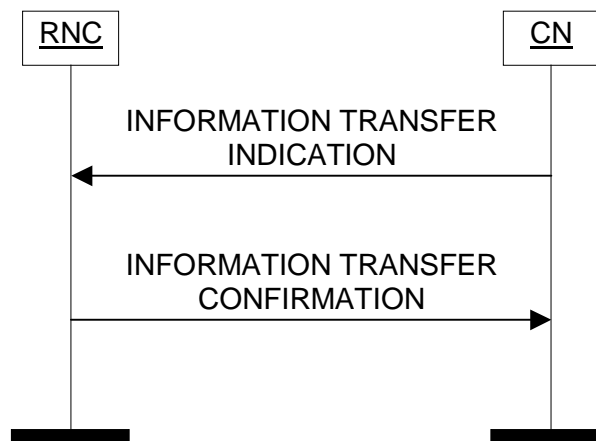 RNC
CN
INFORMATION TRANSFER
INDICATION
INFORMATION TRANSFER
CONFIRMATION